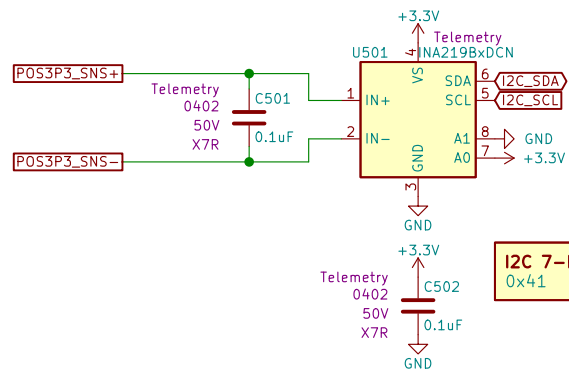 +3.3V
Telemetry
U501
INA219BxDCN
POS3P3_SNS+
4
VS
SDA
6
I2C_SDA
Telemetry
0402
50V
X7R
C501
0.1uF
1
IN+
SCL
5
I2C_SCL
2
IN-
A1
8
GND
A0
7
+3.3V
POS3P3_SNS-
GND
3
GND
+3.3V
Telemetry
0402
50V
X7R
C502
0.1uF
GND
I2C 7-
0x41